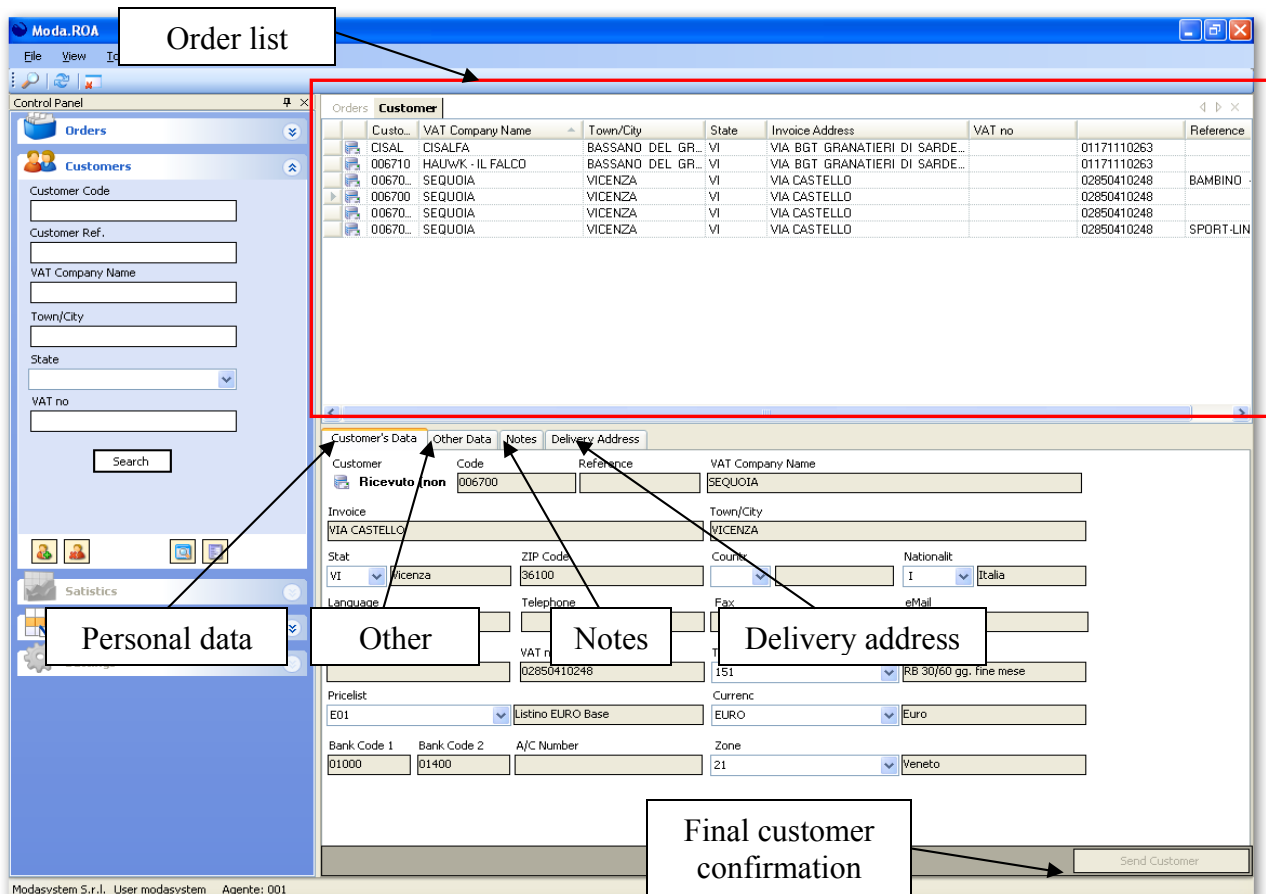 Moda.ROA
Order list
File View To
Control Panel
Orders
Customers
Customer Code
Customer Ref.
VAT Company Name
Town/City
State
VAT no
Search
Satistics
Orders Customer
Custo... VAT Company Name Town/City State Invoice Address VAT no Reference
CISAL CISALFA BASSANO DEL GR... VI VIA BGT GRANATIERI DI SARDE... 01171110263
006710 HAUWK - IL FALCO BASSANO DEL GR... VI VIA BGT GRANATIERI DI SARDE... 01171110263
00670... SEQUOIA VICENZA VI VIA CASTELLO 02850410248 BAMBINO -
006700 SEQUOIA VICENZA VI VIA CASTELLO 02850410248
00670... SEQUOIA VICENZA VI VIA CASTELLO 02850410248
00670... SEQUOIA VICENZA VI VIA CASTELLO 02850410248 SPORT-LIN
Customer's Data Other Data Notes Delivery Address
Customer Code Reference VAT Company Name
Ricevuto (non 006700 SEQUOIA
Invoice Town/City
VIA CASTELLO VICENZA
Stat ZIP Code Countr Nationalit
VI Vicenza 36100 I Italia
Language Telephone Fax eMail
Personal data Other Notes Delivery address
VAT n
02850410248 151 RB 30/60 gg. fine mese
Pricelist Currenc
E01 Listino EURO Base EURO Euro
Bank Code 1 Bank Code 2 A/C Number Zone
01000 01400 21 Veneto
Final customer
confirmation
Send Customer
Modasystem S.r.l. User modasystem Agente: 001